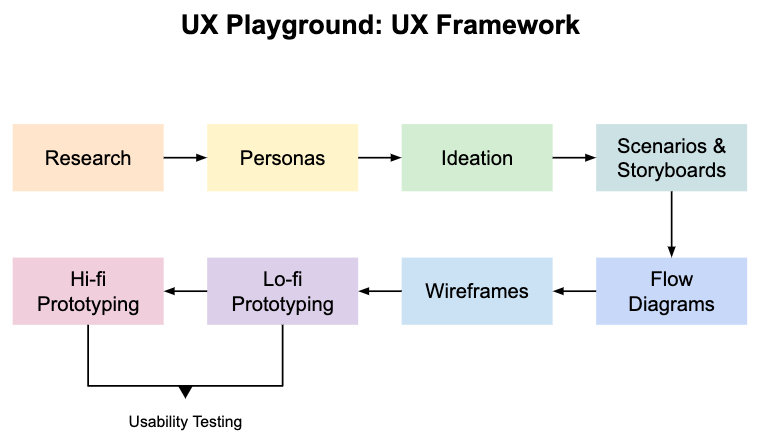 UX Playground: UX Framework
Research
Personas
Ideation
Scenarios &
Storyboards
Hi-fi
Prototyping
Lo-fi
Prototyping
Wireframes
Flow
Diagrams
Usability Testing